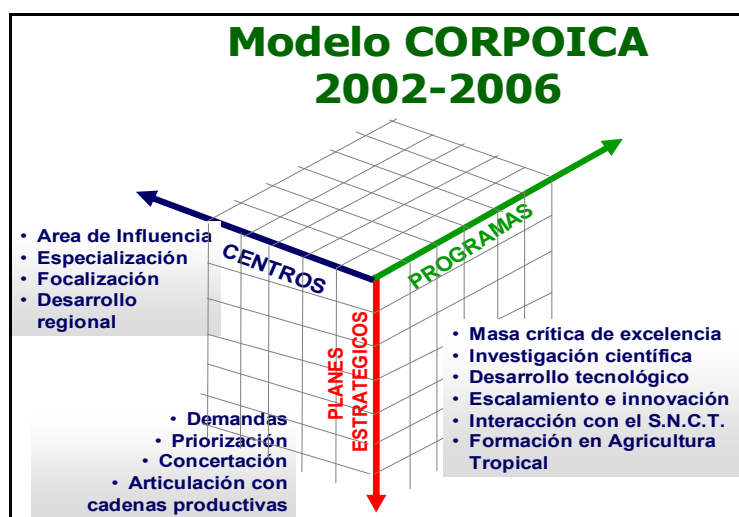 Modelo CORPOICA
2002-2006
• Area de Influencia
• Especialización
• Focalización
• Desarrollo
regional
CENTROS
PROGRAMAS
PLANES
ESTRATEGICOS
• Demandas
• Priorización
• Concertación
• Articulación con
cadenas productivas
• Masa crítica de excelencia
• Investigación científica
• Desarrollo tecnológico
• Escalamiento e innovación
• Interacción con el S.N.C.T.
• Formación en Agricultura
Tropical